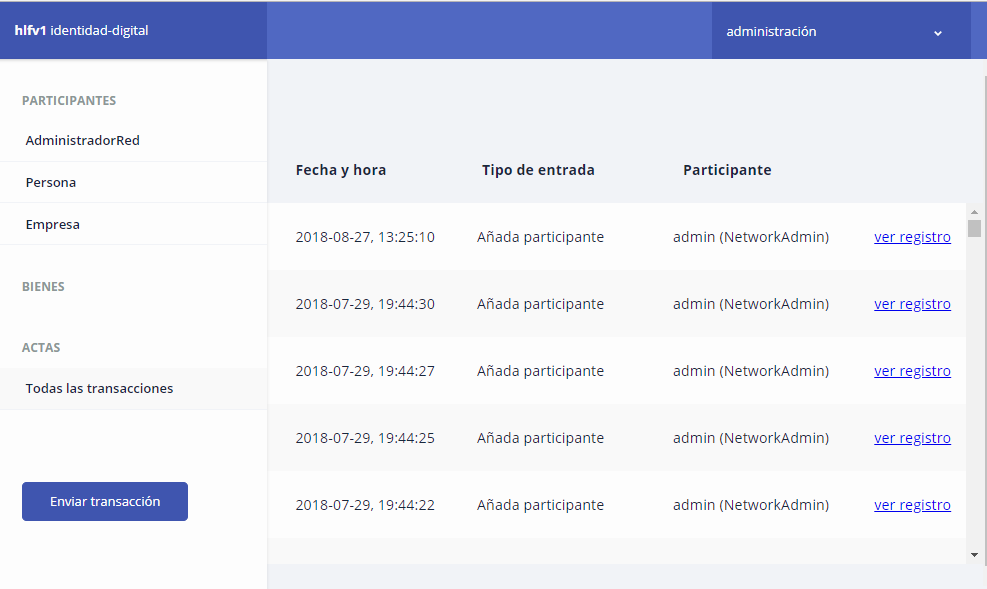 hlfv1 identidad-digital
administración
PARTICIPANTES
AdministradorRed
Persona
Empresa
BIENES
ACTAS
Todas las transacciones
Enviar transacción
Fecha y hora Tipo de entrada Participante
2018-08-27, 13:25:10 Añada participante admin (NetworkAdmin) ver registro
2018-07-29, 19:44:30 Añada participante admin (NetworkAdmin) ver registro
2018-07-29, 19:44:27 Añada participante admin (NetworkAdmin) ver registro
2018-07-29, 19:44:25 Añada participante admin (NetworkAdmin) ver registro
2018-07-29, 19:44:22 Añada participante admin (NetworkAdmin) ver registro